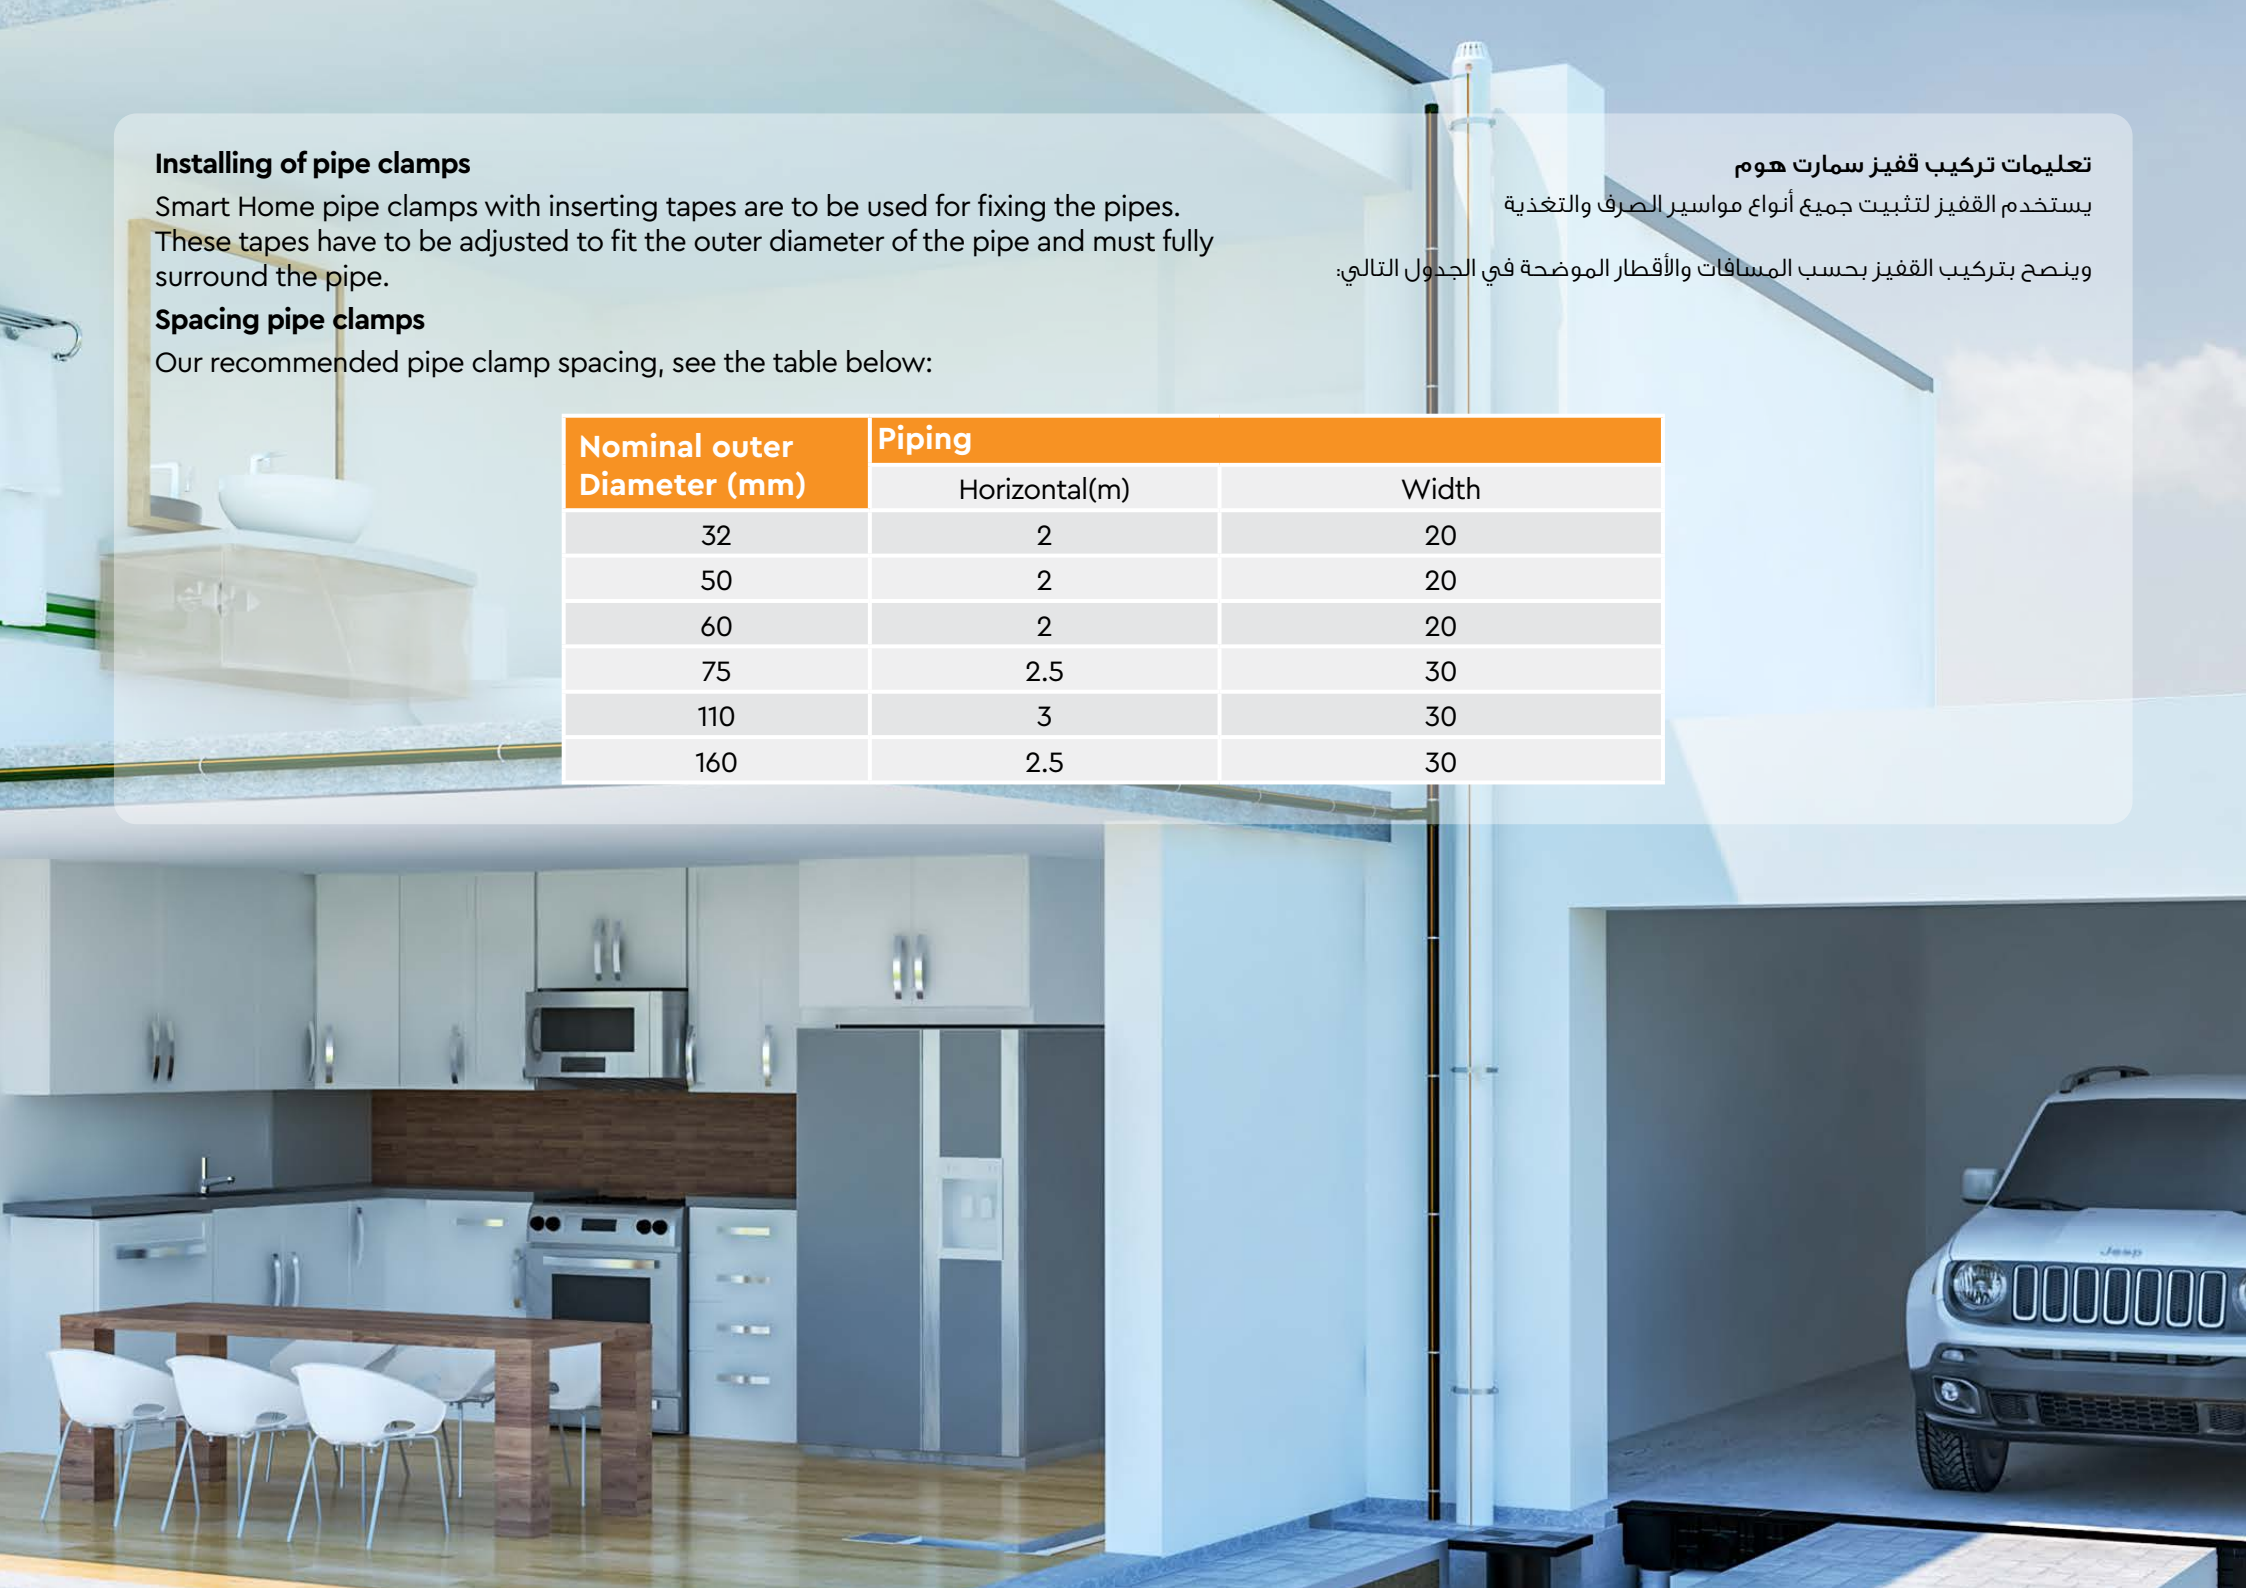 Installing of pipe clamps
Smart Home pipe clamps with inserting tapes are to be used for fixing the pipes.
These tapes have to be adjusted to fit the outer diameter of the pipe and must fully
surround the pipe.
Spacing pipe clamps
Our recommended pipe clamp spacing, see the table below:
تعليمات تركيب قفيز سمارت هوم
يستخدم القفيز لتثبيت جميع أنواع مواسير الصرف والتغذية
وينصح بتركيب القفيز بحسب المسافات والأقطار الموضحة في الجدول التالي:
Nominal outer
Diameter (mm)
Piping
Horizontal(m) Width
32 2 20
50 2 20
60 2 20
75 2.5 30
110 3 30
160 2.5 30
Jeep